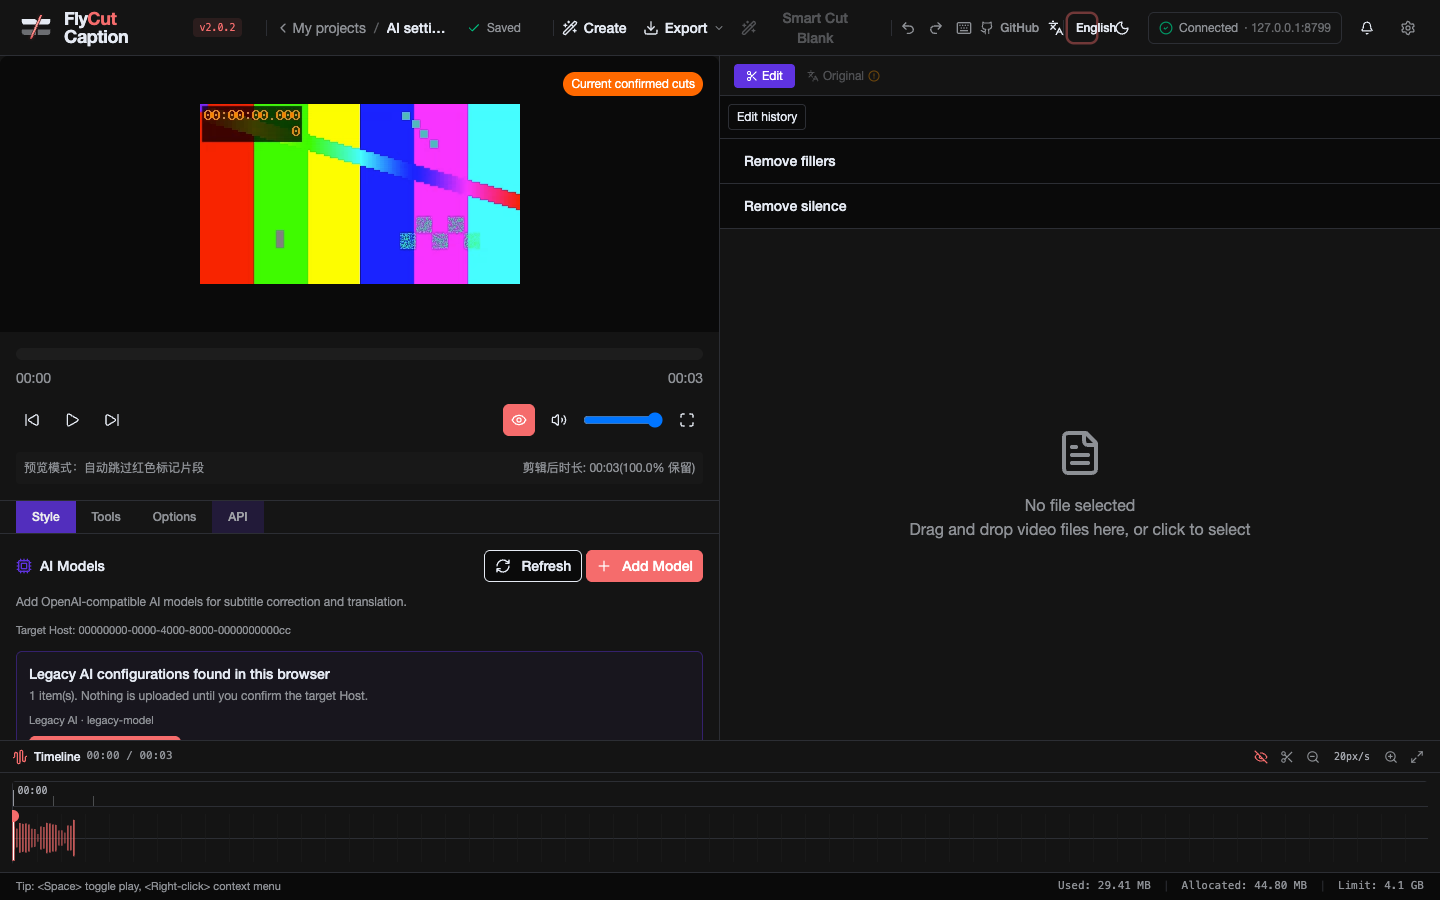 FlyCut
Caption
v2.0.2
My projects / AI setti...
Saved
Create
Export
Smart Cut
Blank
GitHub
English
Connected · 127.0.0.1:8799
Current confirmed cuts
00:00:00.000
0
00:00
00:03
预览模式：自动跳过红色标记片段
剪辑后时长: 00:03(100.0% 保留)
Style
Tools
Options
API
AI Models
Refresh
Add Model
Add OpenAI-compatible AI models for subtitle correction and translation.
Target Host: 00000000-0000-4000-8000-0000000000cc
Legacy AI configurations found in this browser
1 item(s). Nothing is uploaded until you confirm the target Host.
Legacy AI · legacy-model
Edit
Original
Edit history
Remove fillers
Remove silence
No file selected
Drag and drop video files here, or click to select
Timeline 00:00 / 00:03
20px/s
00:00
Tip: <Space> toggle play, <Right-click> context menu
Used: 29.41 MB
Allocated: 44.80 MB
Limit: 4.1 GB